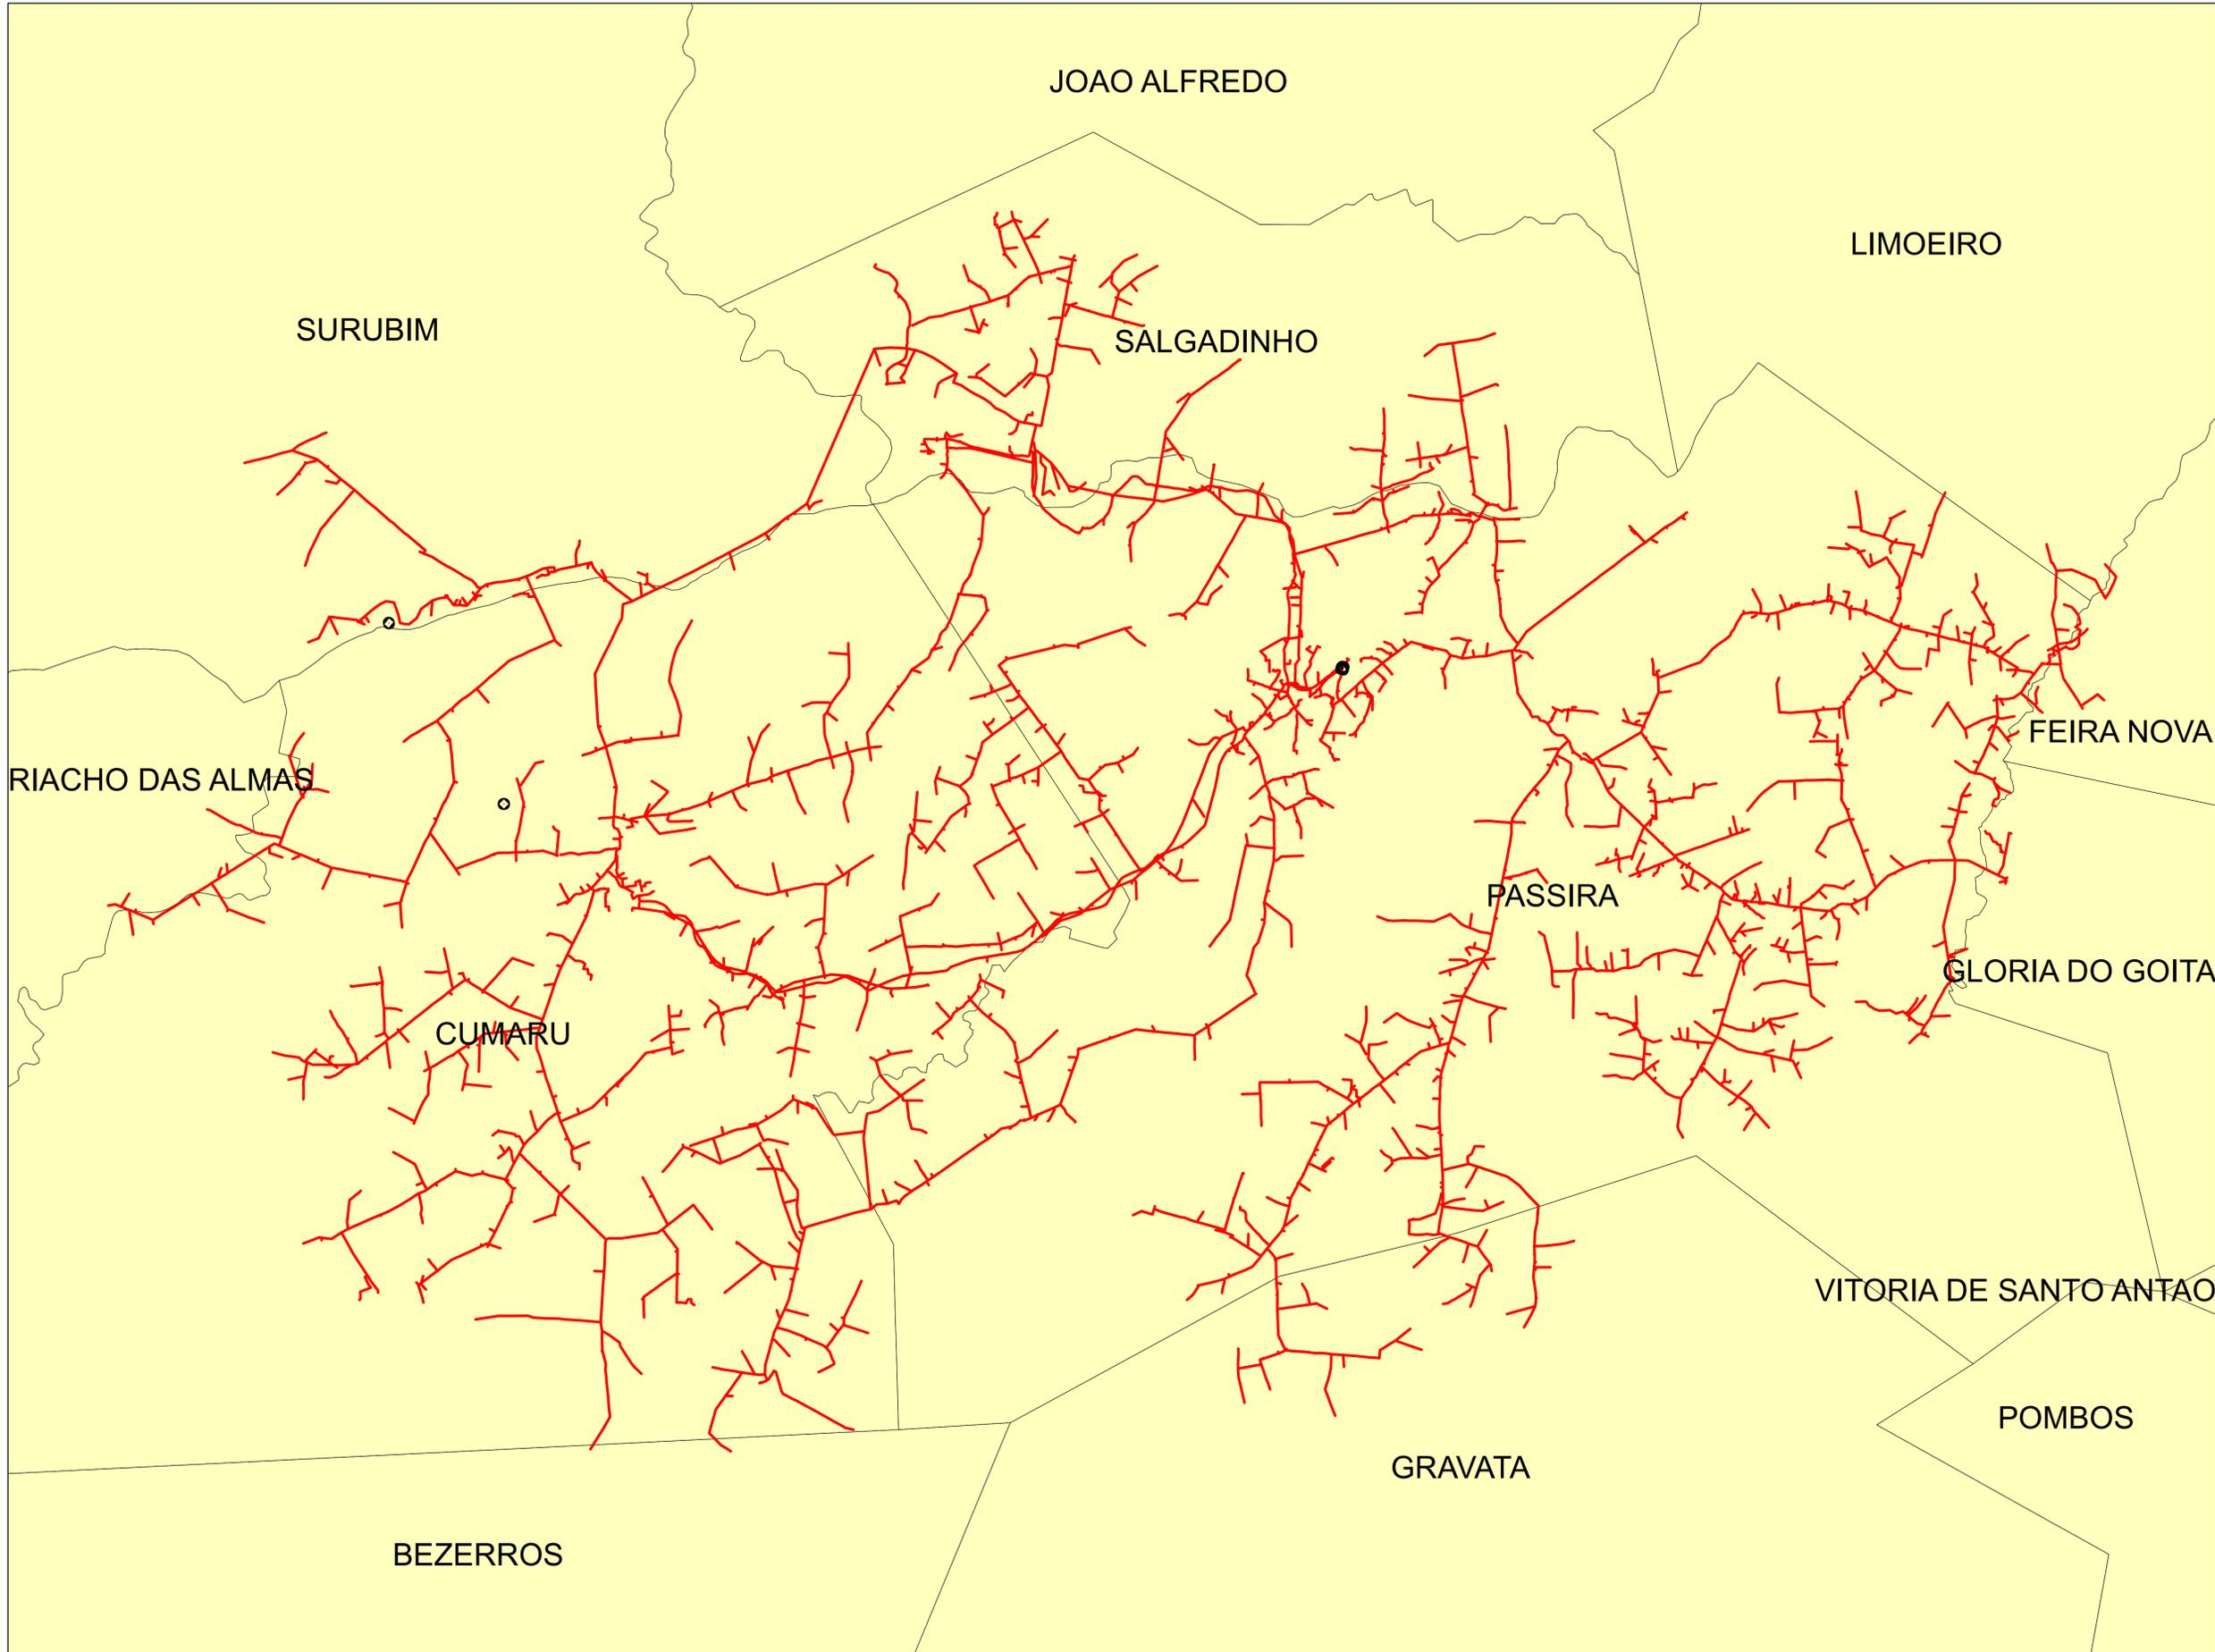 JOAO ALFREDO
LIMOEIRO
SURUBIM
SALGADINHO
FEIRA NOVA
RIACHO DAS ALMAS
PASSIRA
GLORIA DO GOITA
CUMARU
VITORIA DE SANTO ANTAO
POMBOS
GRAVATA
BEZERROS